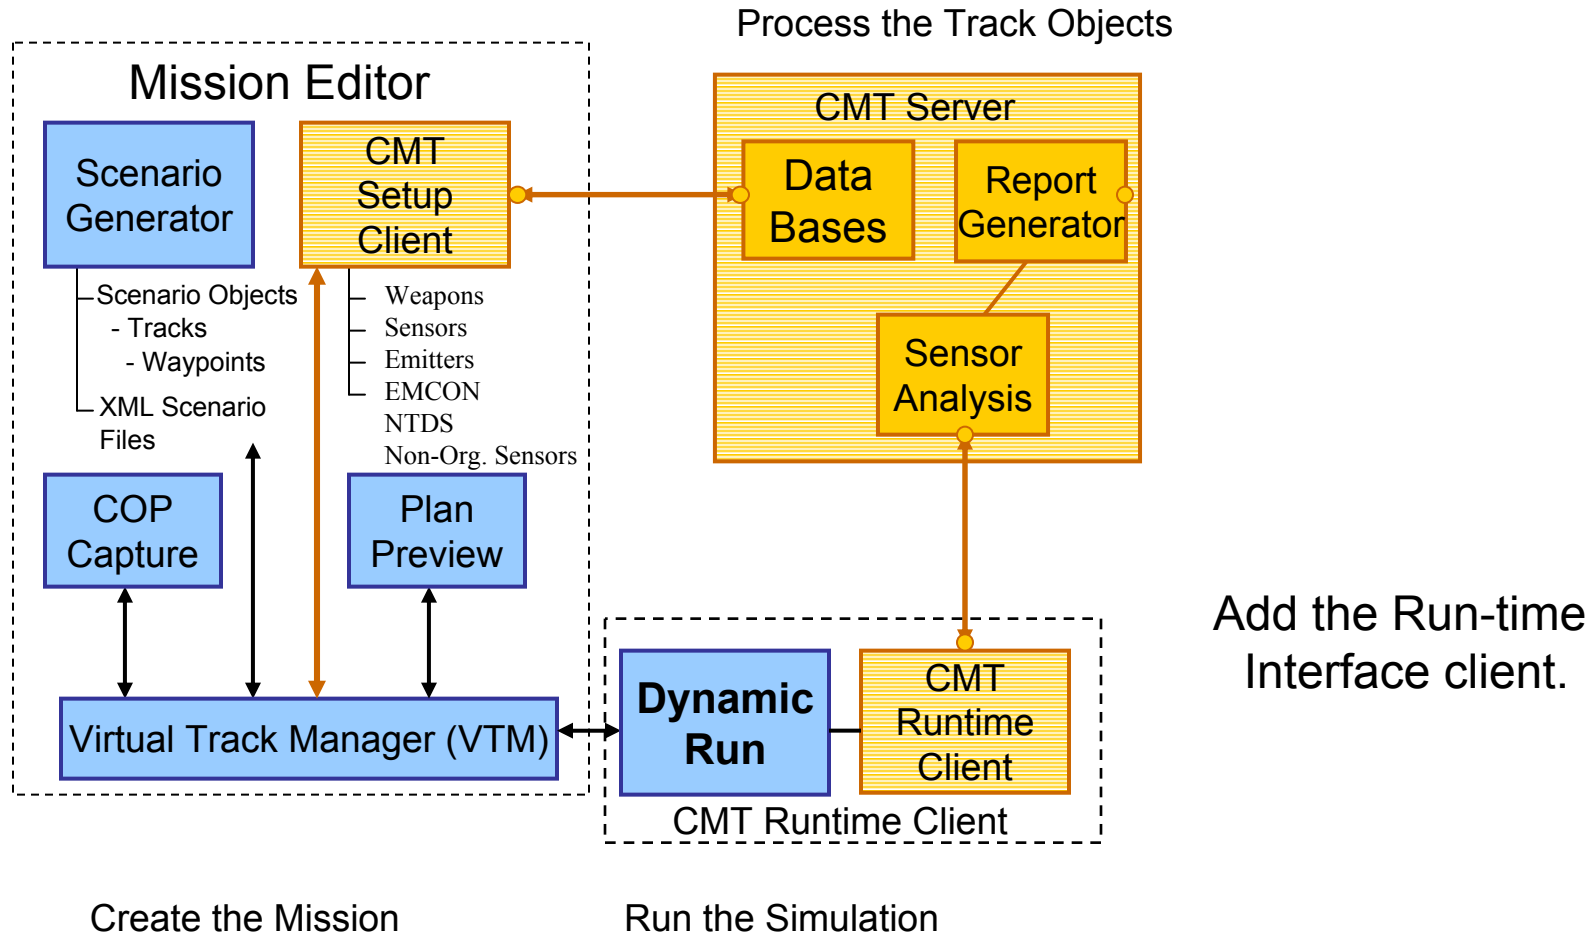 Process the Track Objects
Mission Editor
Scenario
Generator
CMT
Setup
Client
Scenario Objects
- Tracks
- Waypoints
XML Scenario
Files
Weapons
Sensors
Emitters
EMCON
NTDS
Non-Org. Sensors
COP
Capture
Plan
Preview
Virtual Track Manager (VTM)
CMT Server
Data
Bases
Report
Generator
Sensor
Analysis
Dynamic
Run
CMT
Runtime
Client
CMT Runtime Client
Add the Run-time
Interface client.
Create the Mission
Run the Simulation